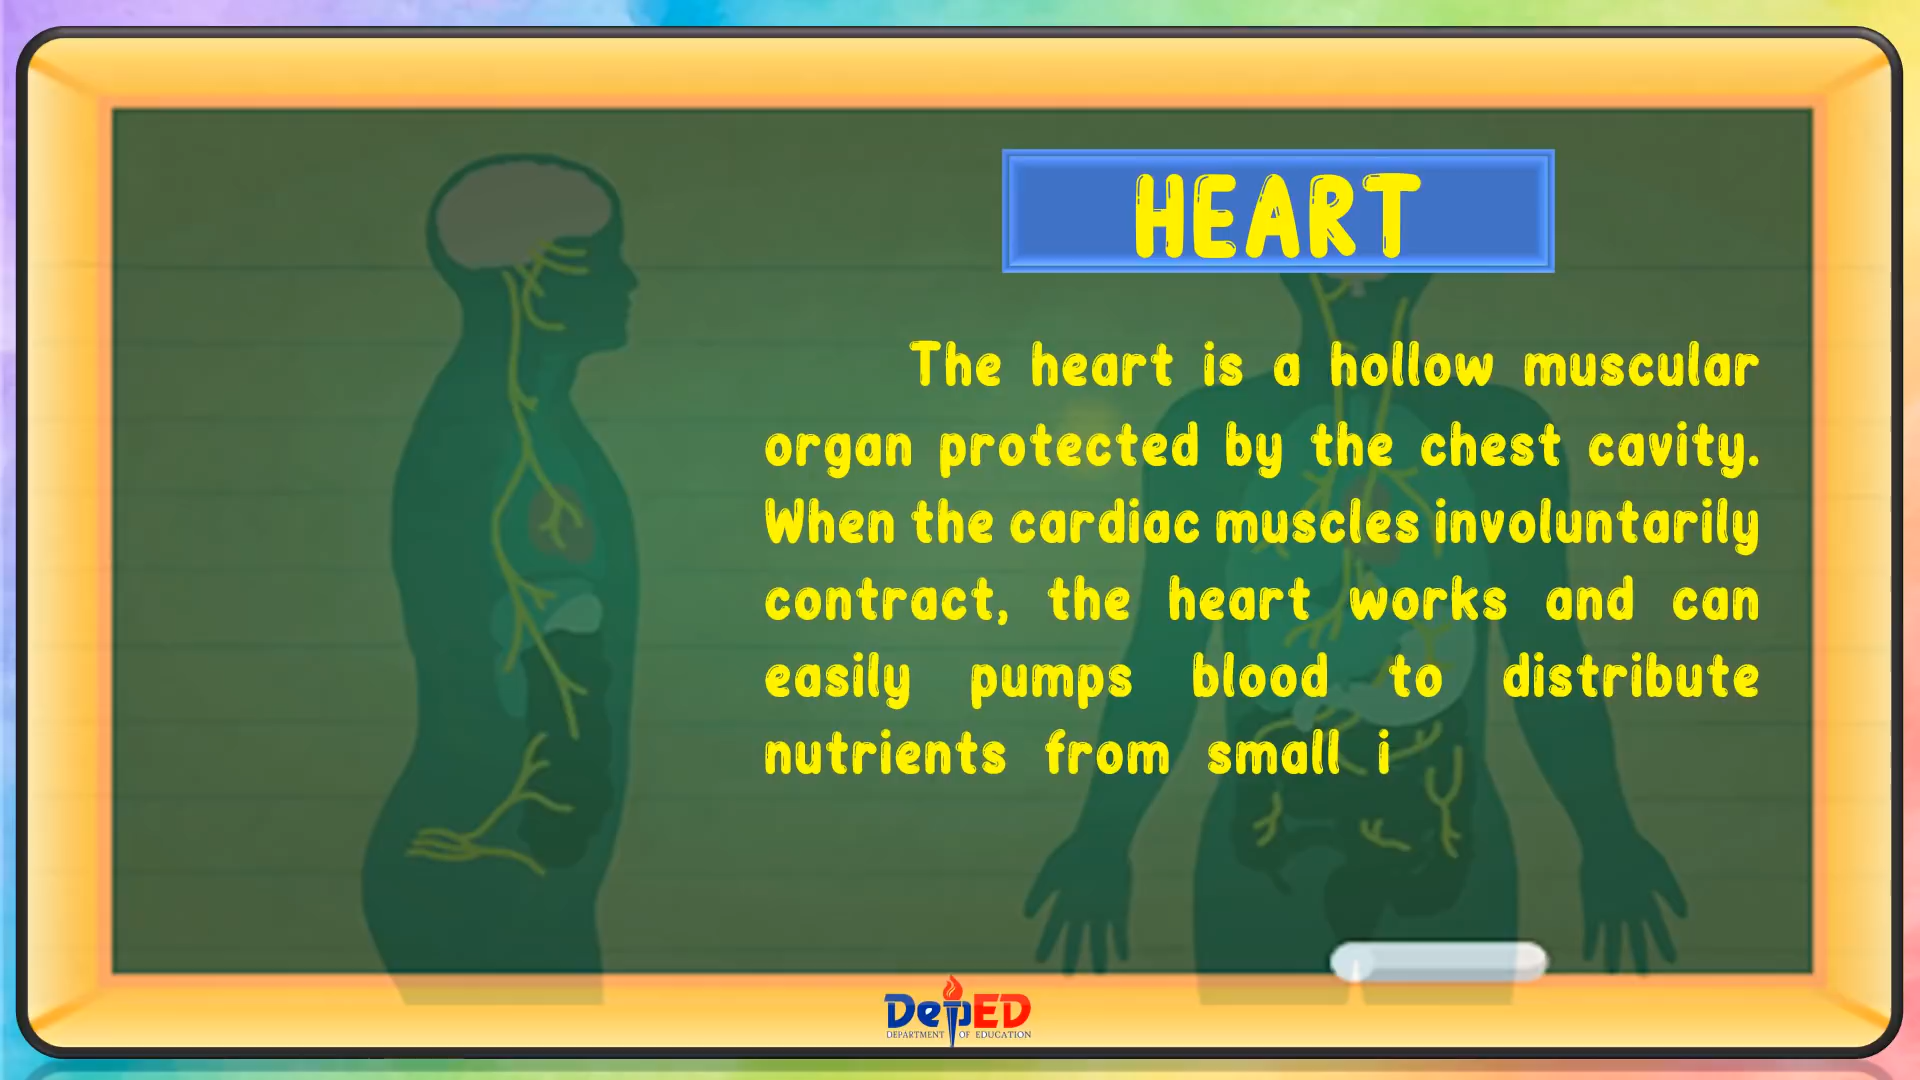 HEART
The heart is a hollow muscular
organ protected by the chest cavity.
When the cardiac muscles involuntarily
contract, the heart works and can
easily pumps blood to distribute
nutrients from small i
DepED
DEPARTMENT OF EDUCATION